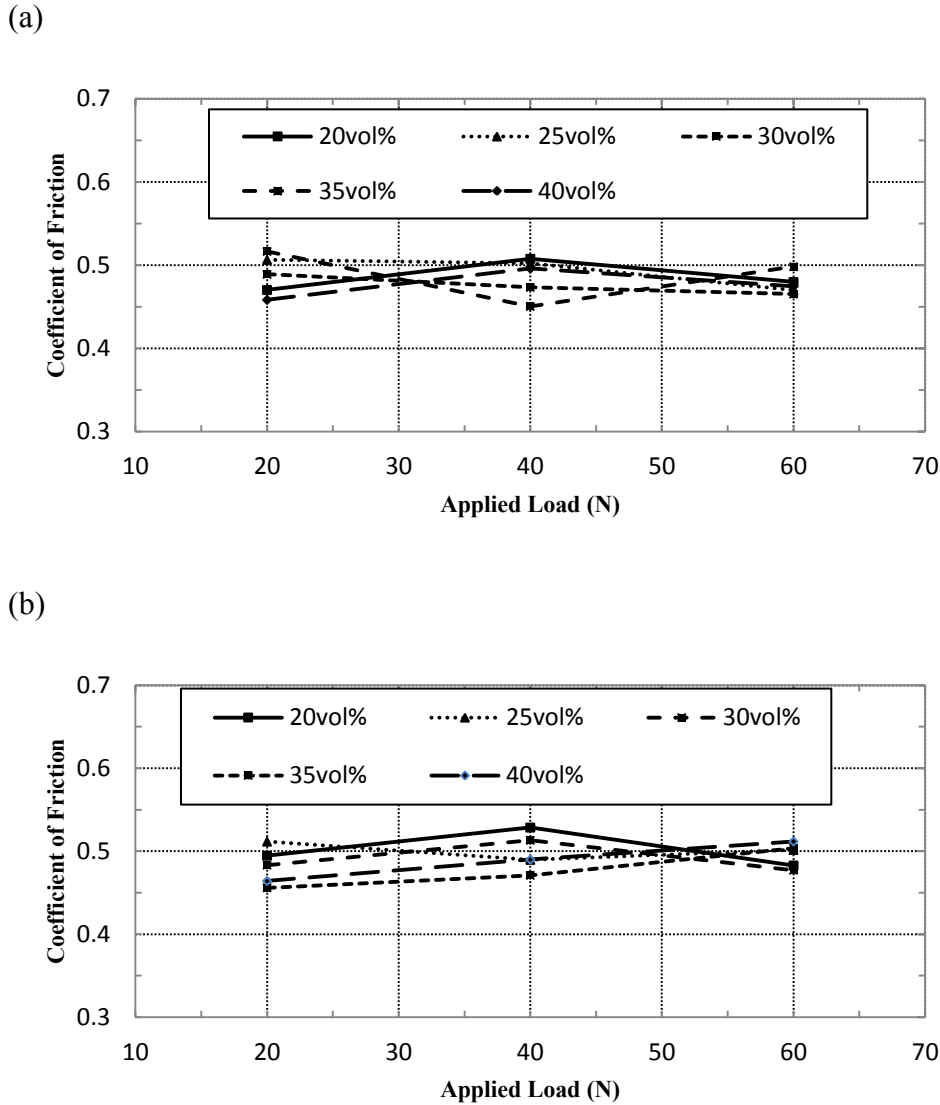 (a)
0.7
20vol% 25vol% 30vol%
0.6
35vol% 40vol%
0.5
0.4
0.3
Coefficient of Friction
10 20 30 40 50 60 70
Applied Load (N)
(b)
0.7
20vol% 25vol% 30vol%
0.6
35vol% 40vol%
0.5
0.4
0.3
Coefficient of Friction
10 20 30 40 50 60 70
Applied Load (N)